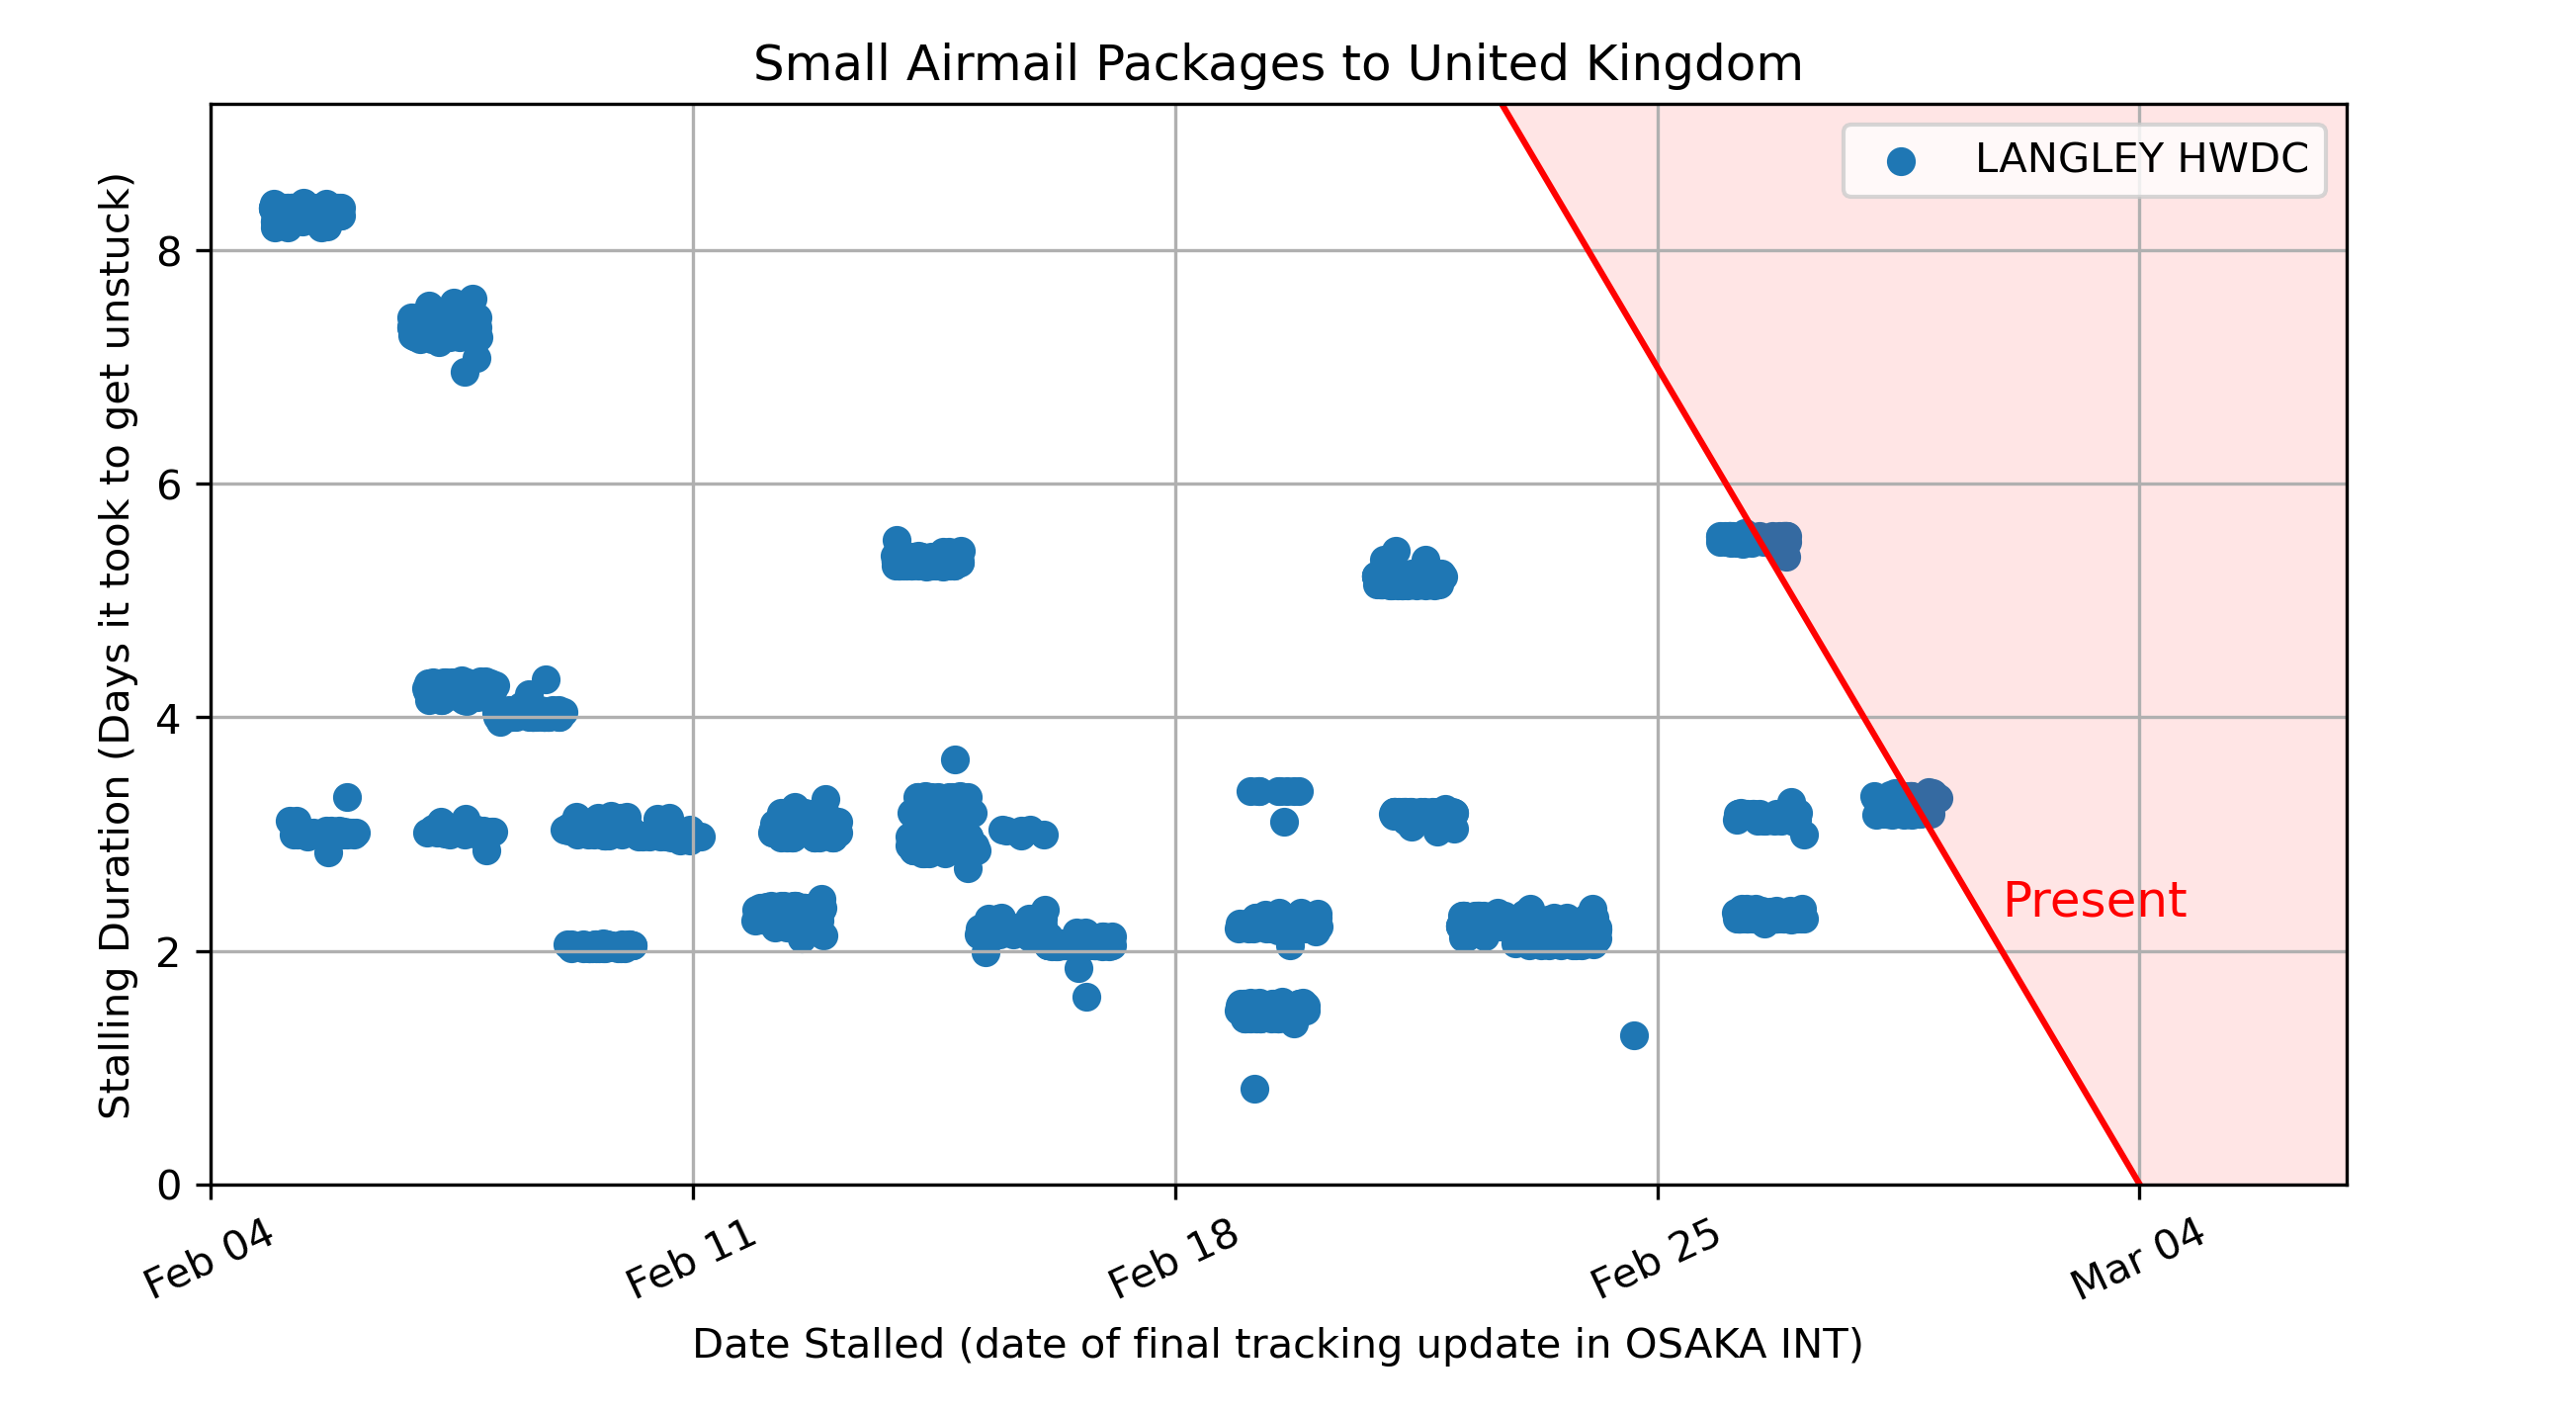 Small Airmail Packages to United Kingdom
LANGLEY HWDC
Stalling Duration (Days it took to get unstuck)
8
6
4
2
0
Present
Feb 04
Feb 11
Feb 18
Feb 25
Mar 04
Date Stalled (date of final tracking update in OSAKA INT)